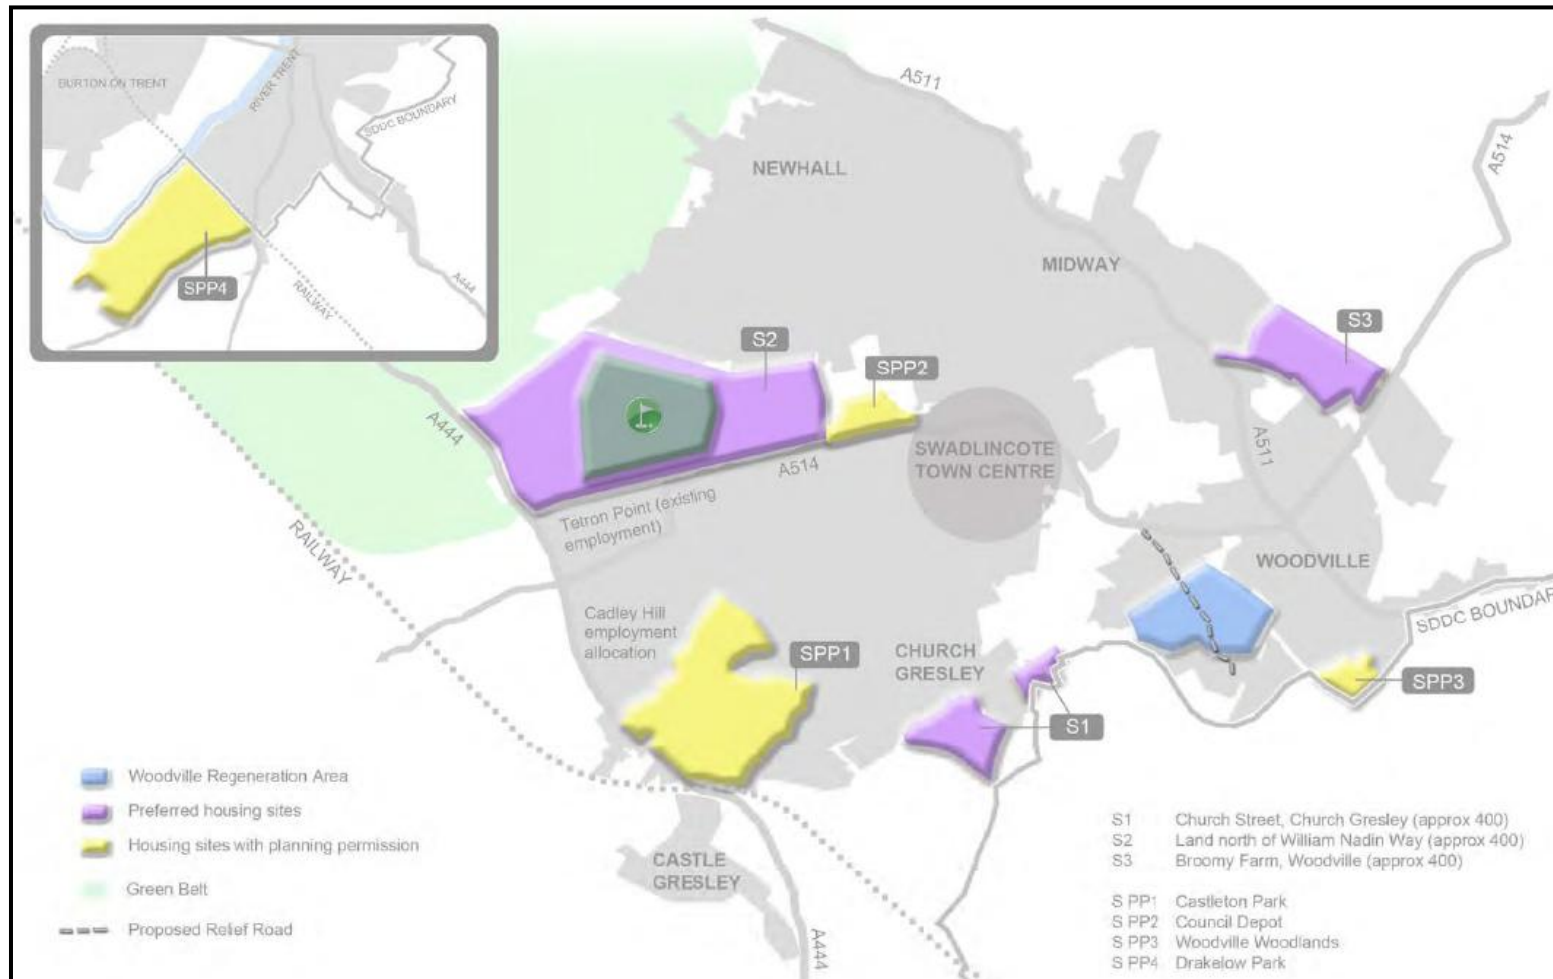 BURTON ON TRENT
RIVER TRENT
SDDC BOUNDARY
SPP4
RAILWAY
A444
A511
A514
NEWHALL
MIDWAY
S3
S2
SPP2
A444
SWADLINCOTE
TOWN CENTRE
A514
A511
Tetron Point (existing
employment)
RAILWAY
WOODVILLE
SDDC BOUNDAR
Cadley Hill
employment
allocation
SPP1
CHURCH
GRESLEY
SPP3
S1
Woodville Regeneration Area
Preferred housing sites
Housing sites with planning permission
Green Belt
Proposed Relief Road
CASTLE
GRESLEY
A444
S1 Church Street, Church Gresley (approx 400)
S2 Land north of William Nadin Way (approx 400)
S3 Broomy Farm, Woodville (approx 400)
S PP1 Castleton Park
S PP2 Council Depot
S PP3 Woodville Woodlands
S PP4 Drakelow Park